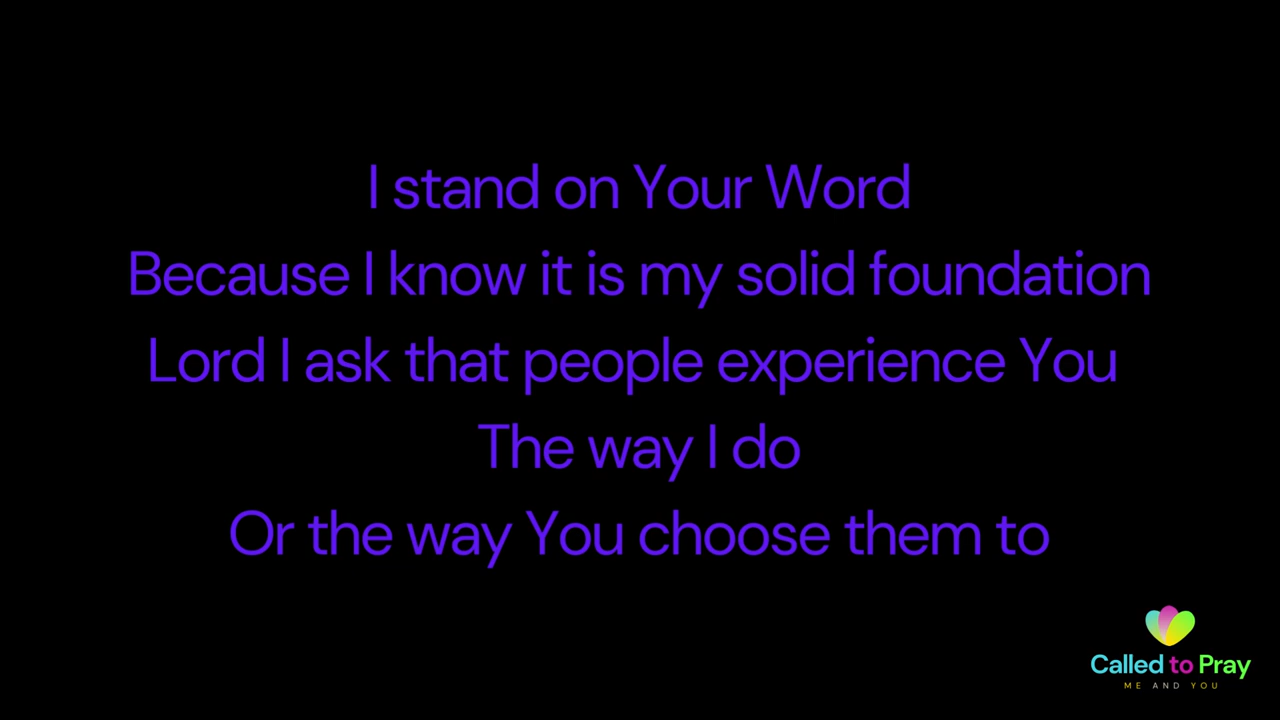 I stand on Your Word
Because I know it is my solid foundation
Lord I ask that people experience You
The way I do
Or the way You choose them to
Called to Pray
ME AND YOU